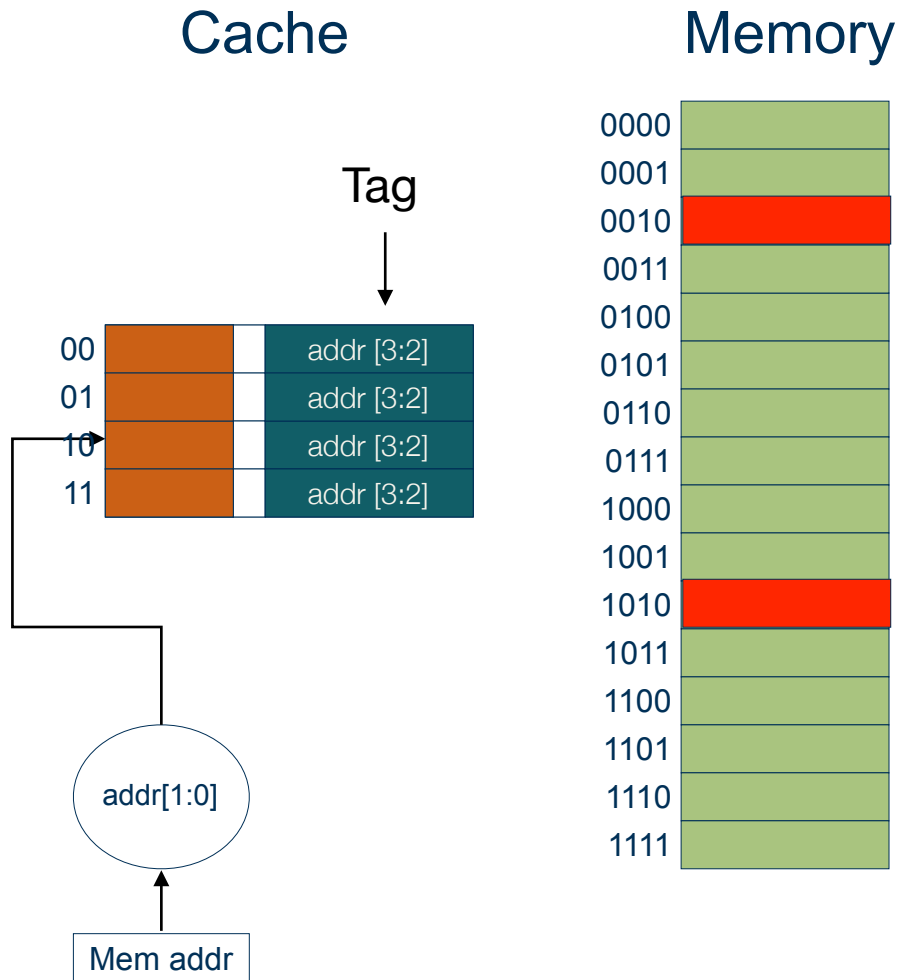 Cache
Memory
Tag
00 addr [3:2]
01 addr [3:2]
10 addr [3:2]
11 addr [3:2]
addr[1:0]
Mem addr
0000
0001
0010
0011
0100
0101
0110
0111
1000
1001
1010
1011
1100
1101
1110
1111